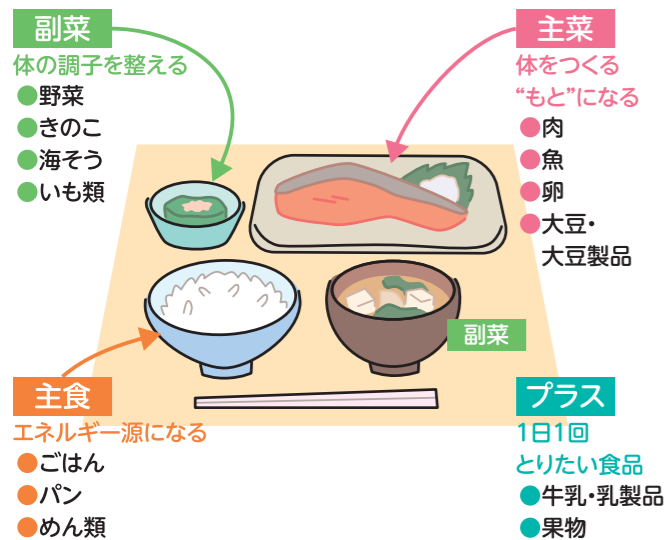 副菜
体の調子を整える
●野菜
●きのこ
●海そう
●いも類
主菜
体をつくる
“もと”になる
●肉
●魚
●卵
●大豆・
大豆製品
副菜
主食
エネルギー源になる
●ごはん
●パン
●めん類
プラス
1日1回
とりたい食品
●牛乳・乳製品
●果物